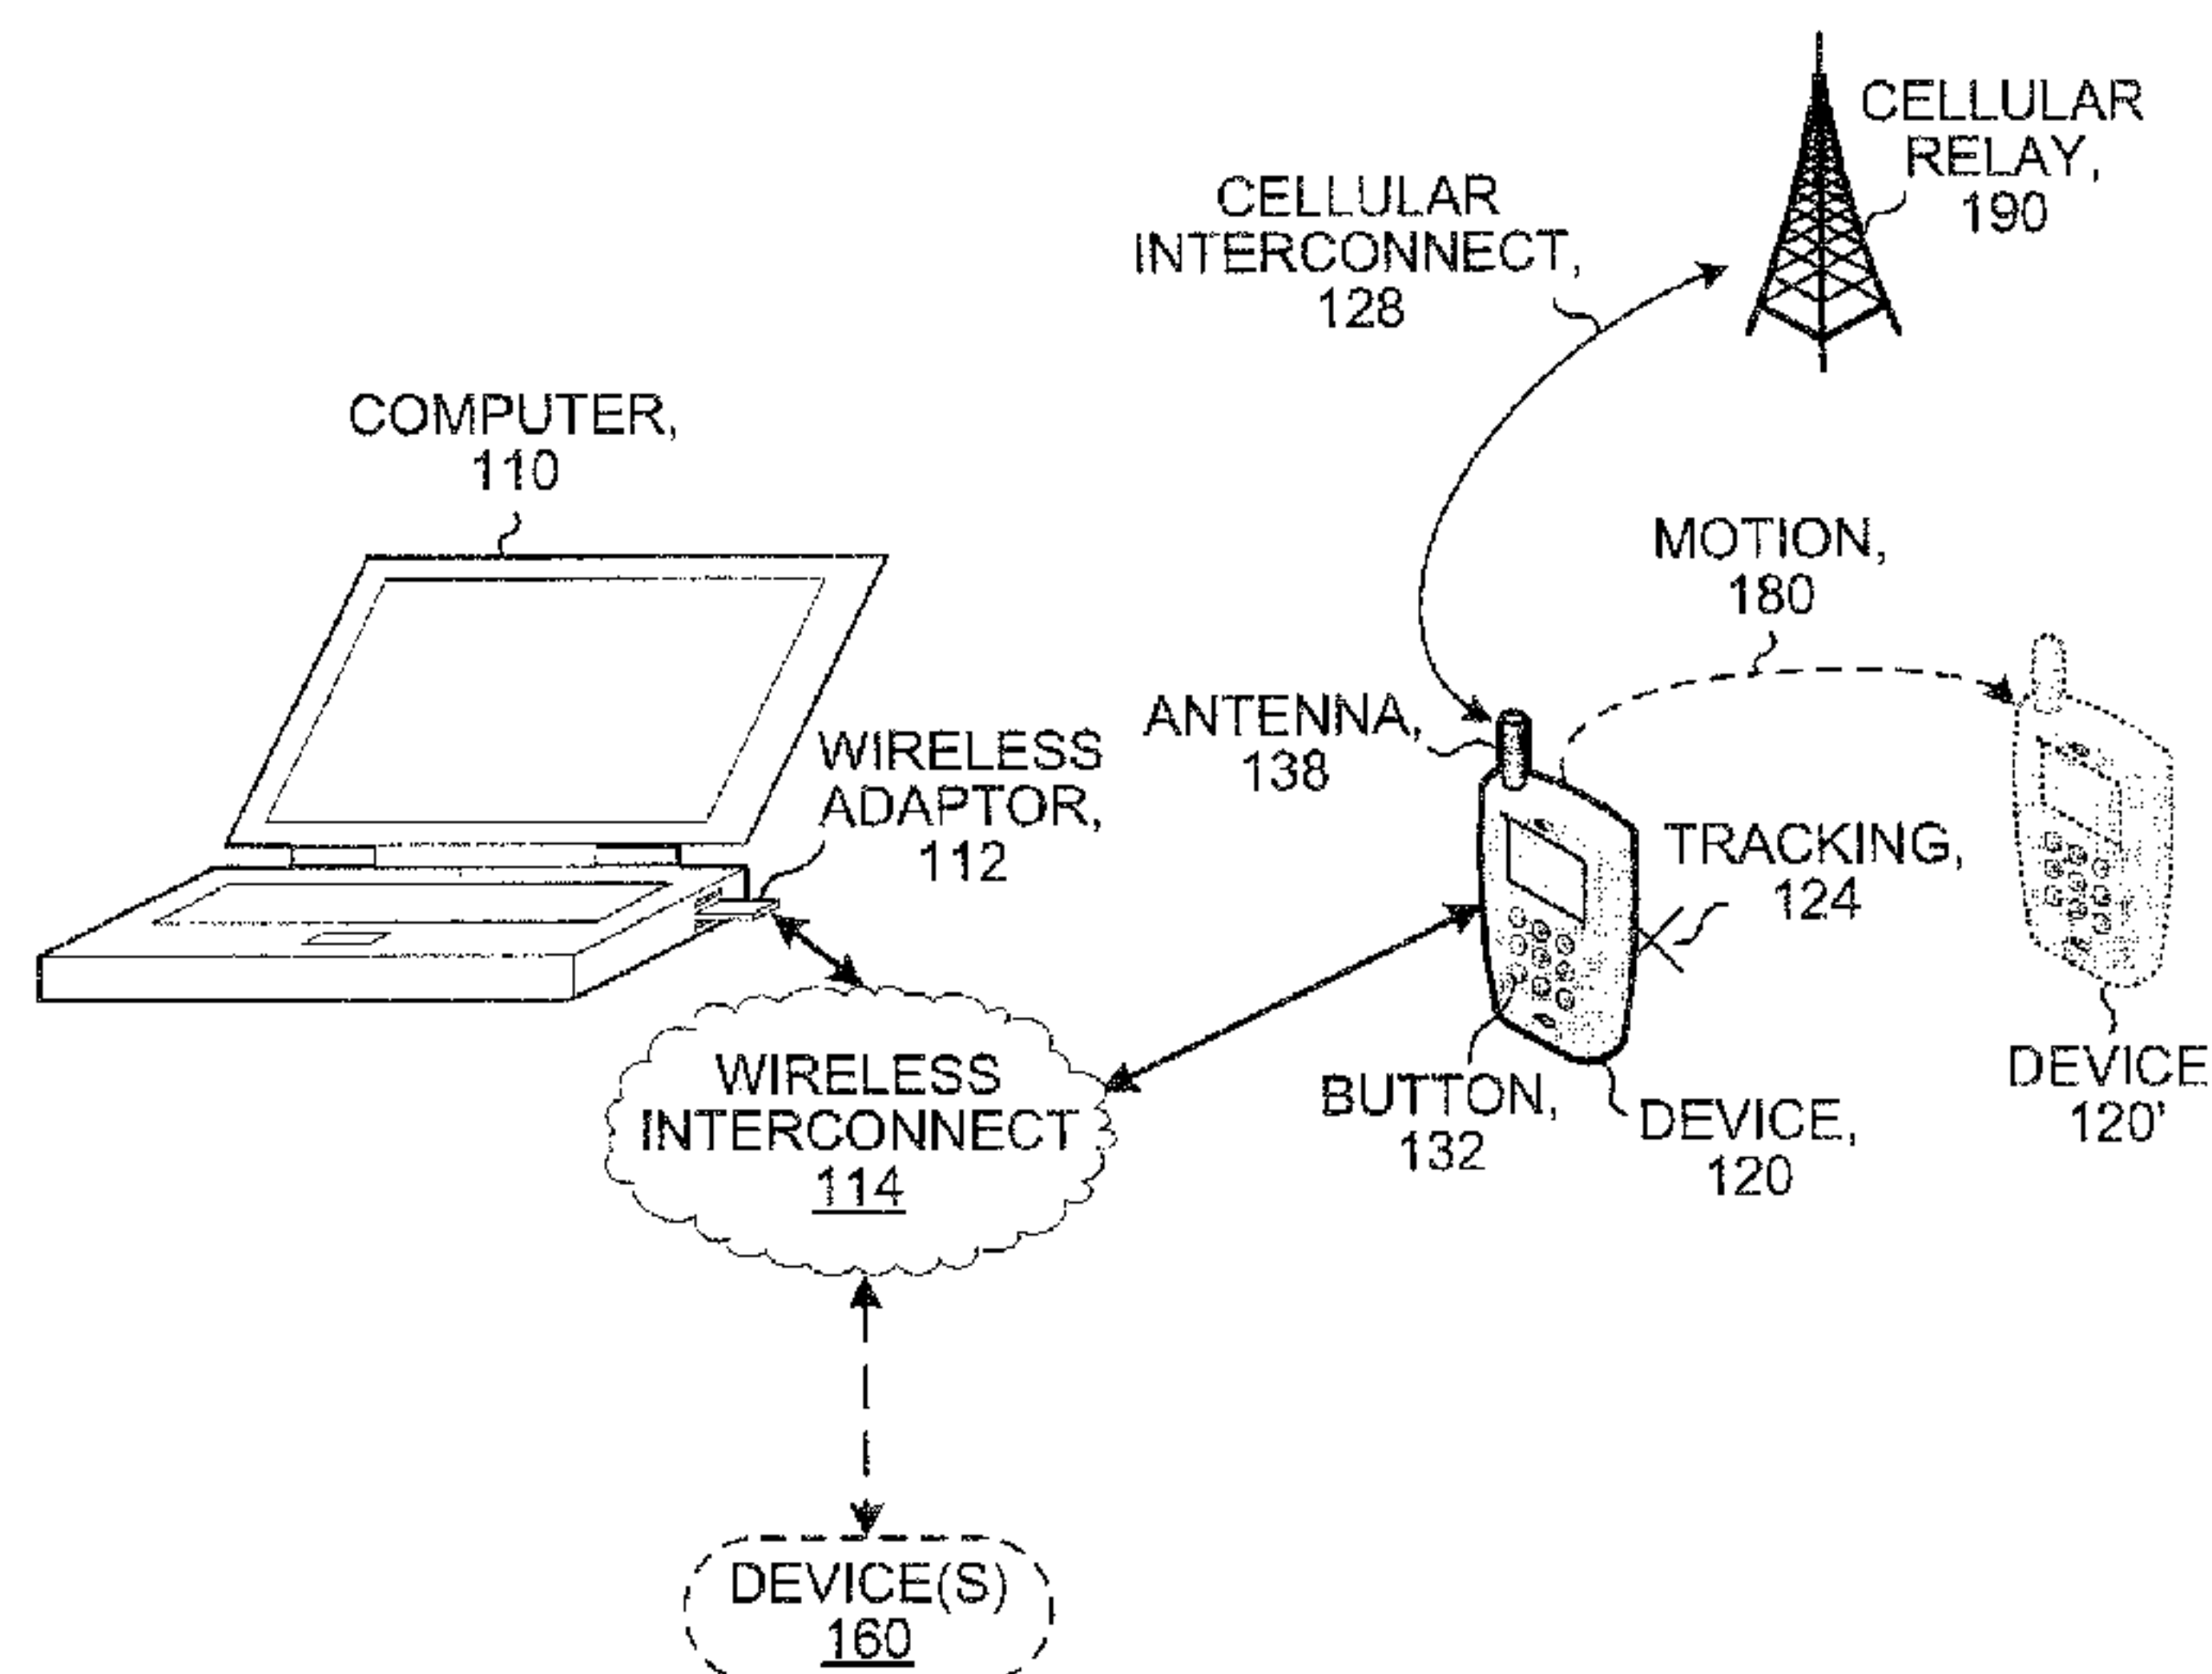 CELLULAR
RELAY,
190
CELLULAR
INTERCONNECT,
128
COMPUTER,
110
MOTION,
180
ANTENNA,
138
WIRELESS
ADAPTOR,
112
TRACKING,
124
WIRELESS
INTERCONNECT
114
BUTTON,
132
DEVICE,
120
DEVICE
120'
DEVICE(S)
160